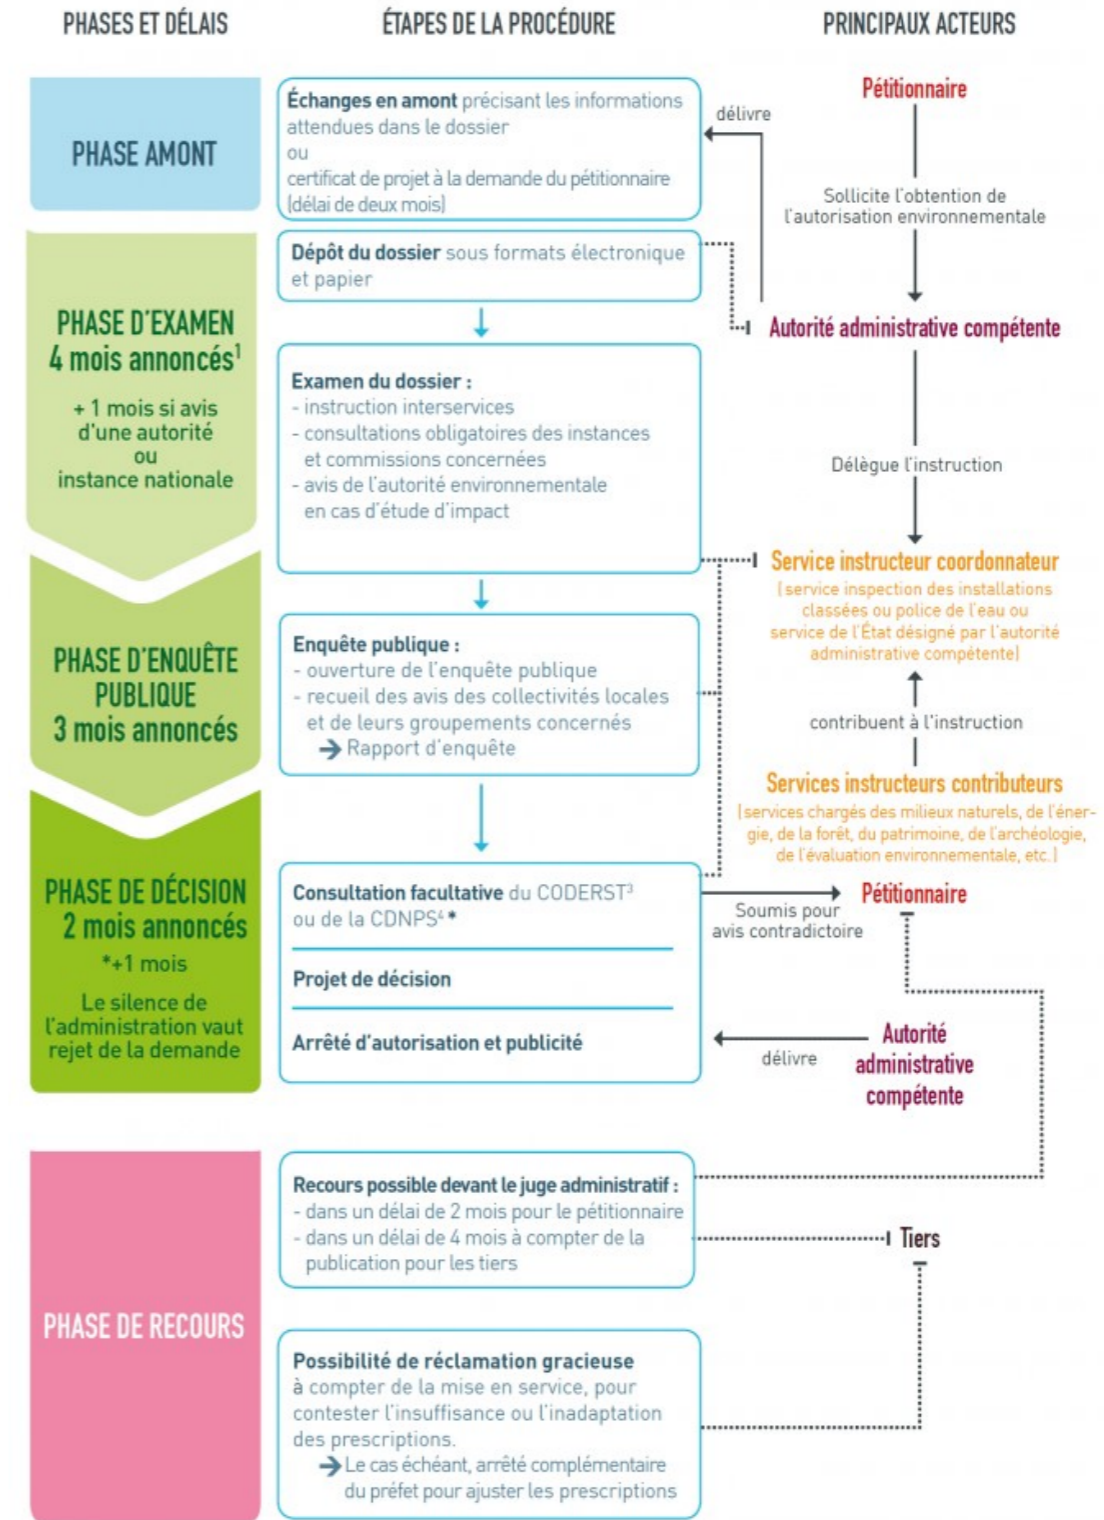 PHASES ET DÉLAIS
ÉTAPES DE LA PROCÉDURE
PRINCIPAUX ACTEURS
PHASE AMONT
Échanges en amont précisant les informations
attendues dans le dossier
ou
certificat de projet à la demande du pétitionnaire
(délai de deux mois)
délivre
Pétitionnaire
Sollicite l'obtention de
l'autorisation environnementale
PHASE D'EXAMEN
4 mois annoncés¹
+ 1 mois si avis
d'une autorité
ou
instance nationale
Dépôt du dossier sous formats électronique
et papier
Autorité administrative compétente
Examen du dossier :
- instruction interservices
- consultations obligatoires des instances
et commissions concernées
- avis de l'autorité environnementale
en cas d'étude d'impact
Délègue l'instruction
Service instructeur coordonnateur
(service inspection des installations
classées ou police de l'eau ou
service de l'État désigné par l'autorité
administrative compétente)
PHASE D'ENQUÊTE
PUBLIQUE
3 mois annoncés
Enquête publique :
- ouverture de l'enquête publique
- recueil des avis des collectivités locales
et de leurs groupements concernés
→ Rapport d'enquête
contribuent à l'instruction
Services instructeurs contributeurs
(services chargés des milieux naturels, de l'éner-
gie, de la forêt, du patrimoine, de l'archéologie,
de l'évaluation environnementale, etc.)
PHASE DE DÉCISION
2 mois annoncés
*+1 mois
Le silence de
l'administration vaut
rejet de la demande
Consultation facultative du CODERST³
ou de la CDNPS⁴ *
Projet de décision
Arrêté d'autorisation et publicité
Soumis pour
avis contradictoire
Pétitionnaire
délivre
Autorité
administrative
compétente
PHASE DE RECOURS
Recours possible devant le juge administratif :
- dans un délai de 2 mois pour le pétitionnaire
- dans un délai de 4 mois à compter de la
publication pour les tiers
Tiers
Possibilité de réclamation gracieuse
à compter de la mise en service, pour
contester l'insuffisance ou l'inadaptation
des prescriptions.
→ Le cas échéant, arrêté complémentaire
du préfet pour ajuster les prescriptions